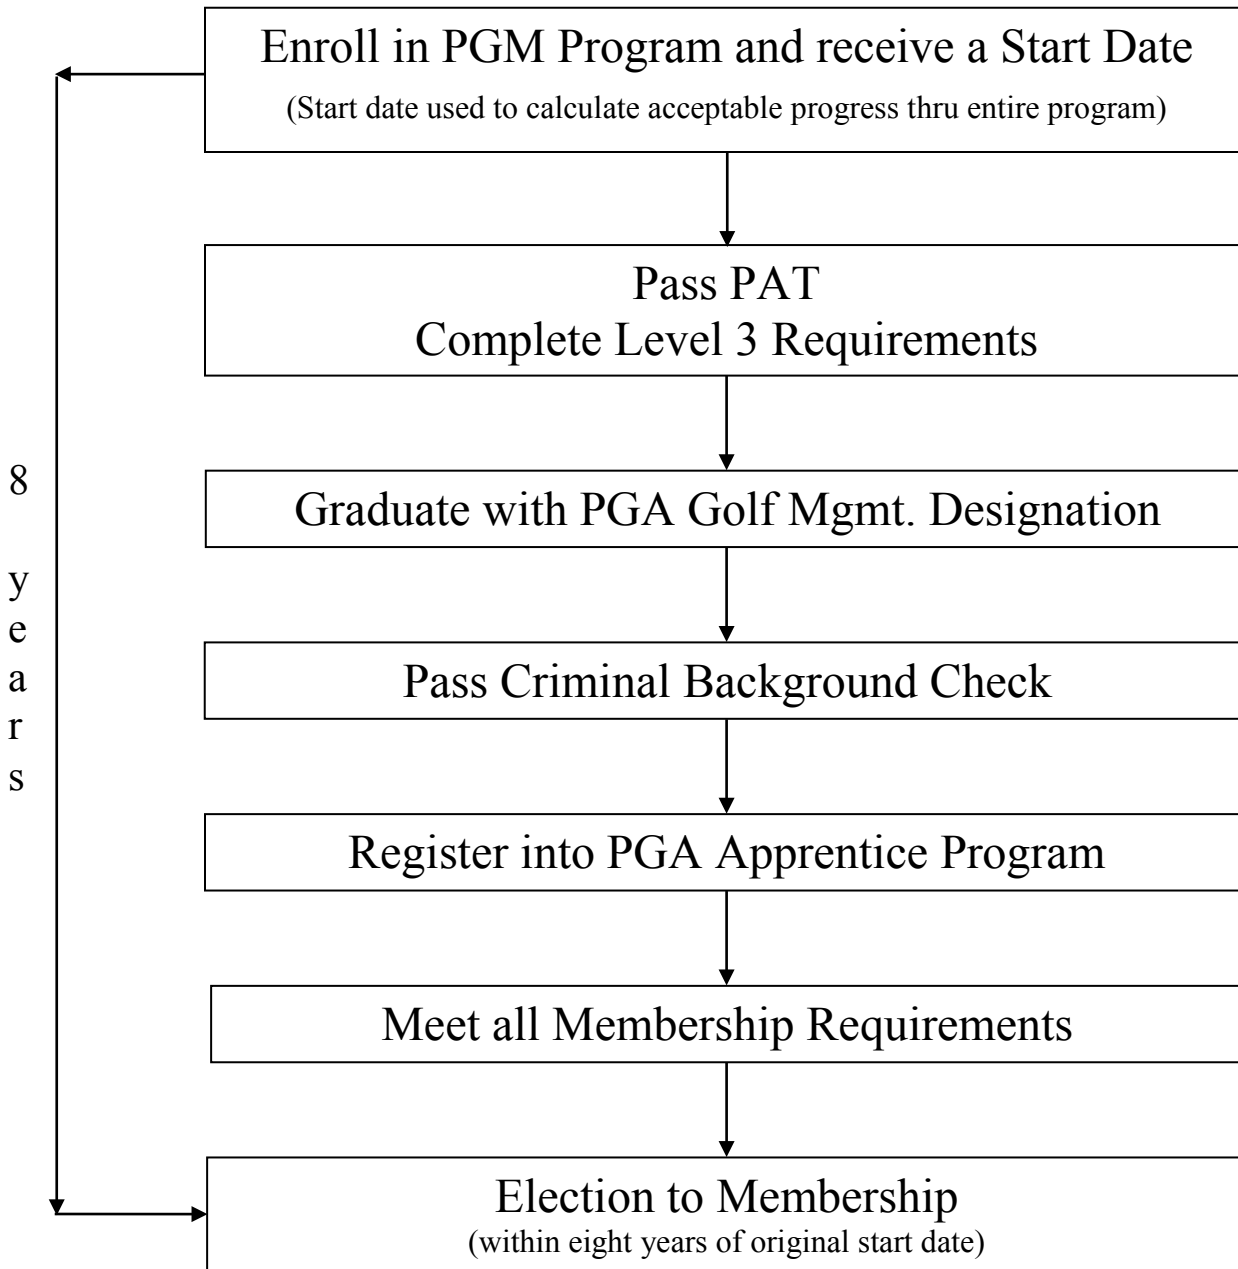 Enroll in PGM Program and receive a Start Date
(Start date used to calculate acceptable progress thru entire program)
Pass PAT
Complete Level 3 Requirements
Graduate with PGA Golf Mgmt. Designation
Pass Criminal Background Check
Register into PGA Apprentice Program
Meet all Membership Requirements
Election to Membership
(within eight years of original start date)
8 years